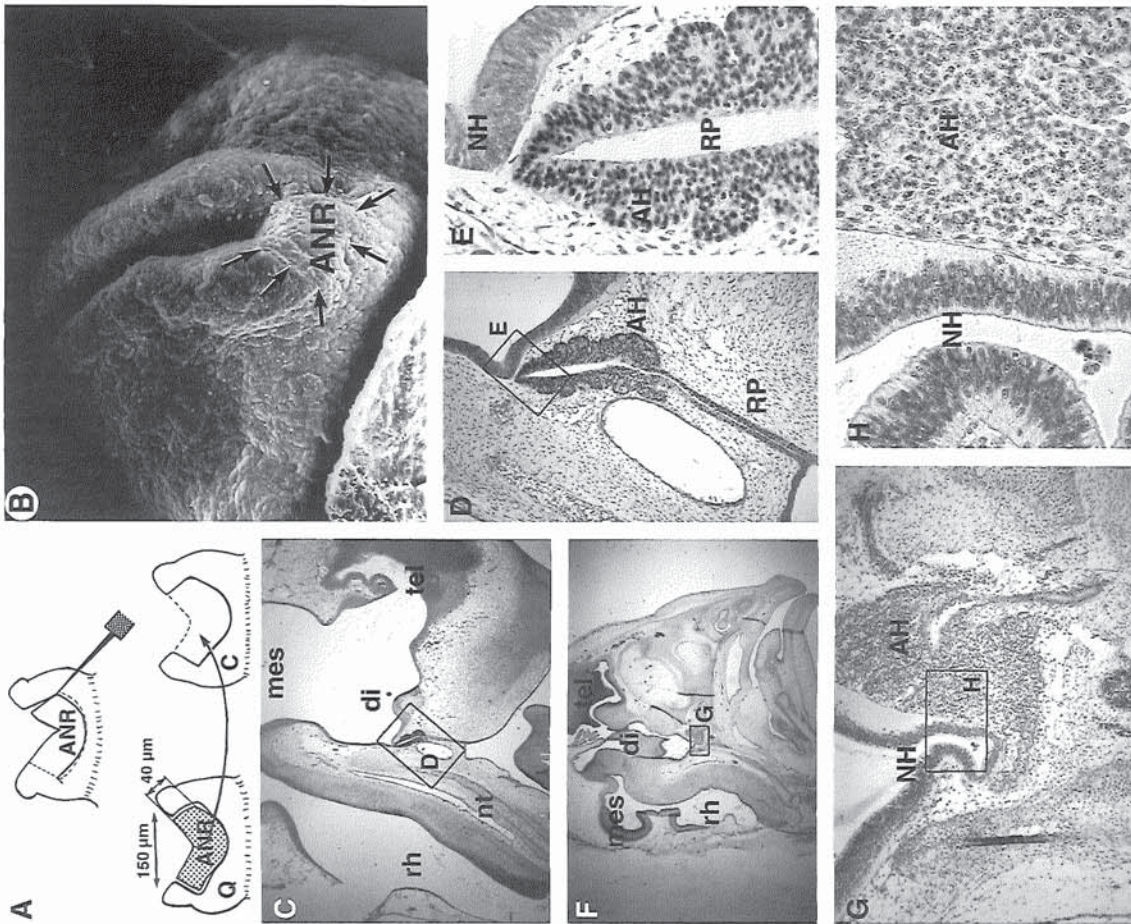 A
ANR
150 µm
40 µm
ANR
Q
C
B
ANR
C
mes
tel
di
D
nt
rh
D
E
AH
RP
E
NH
AH
RP
F
tel
di
G
mes
rh
G
AH
NH
H
H
NH
AH